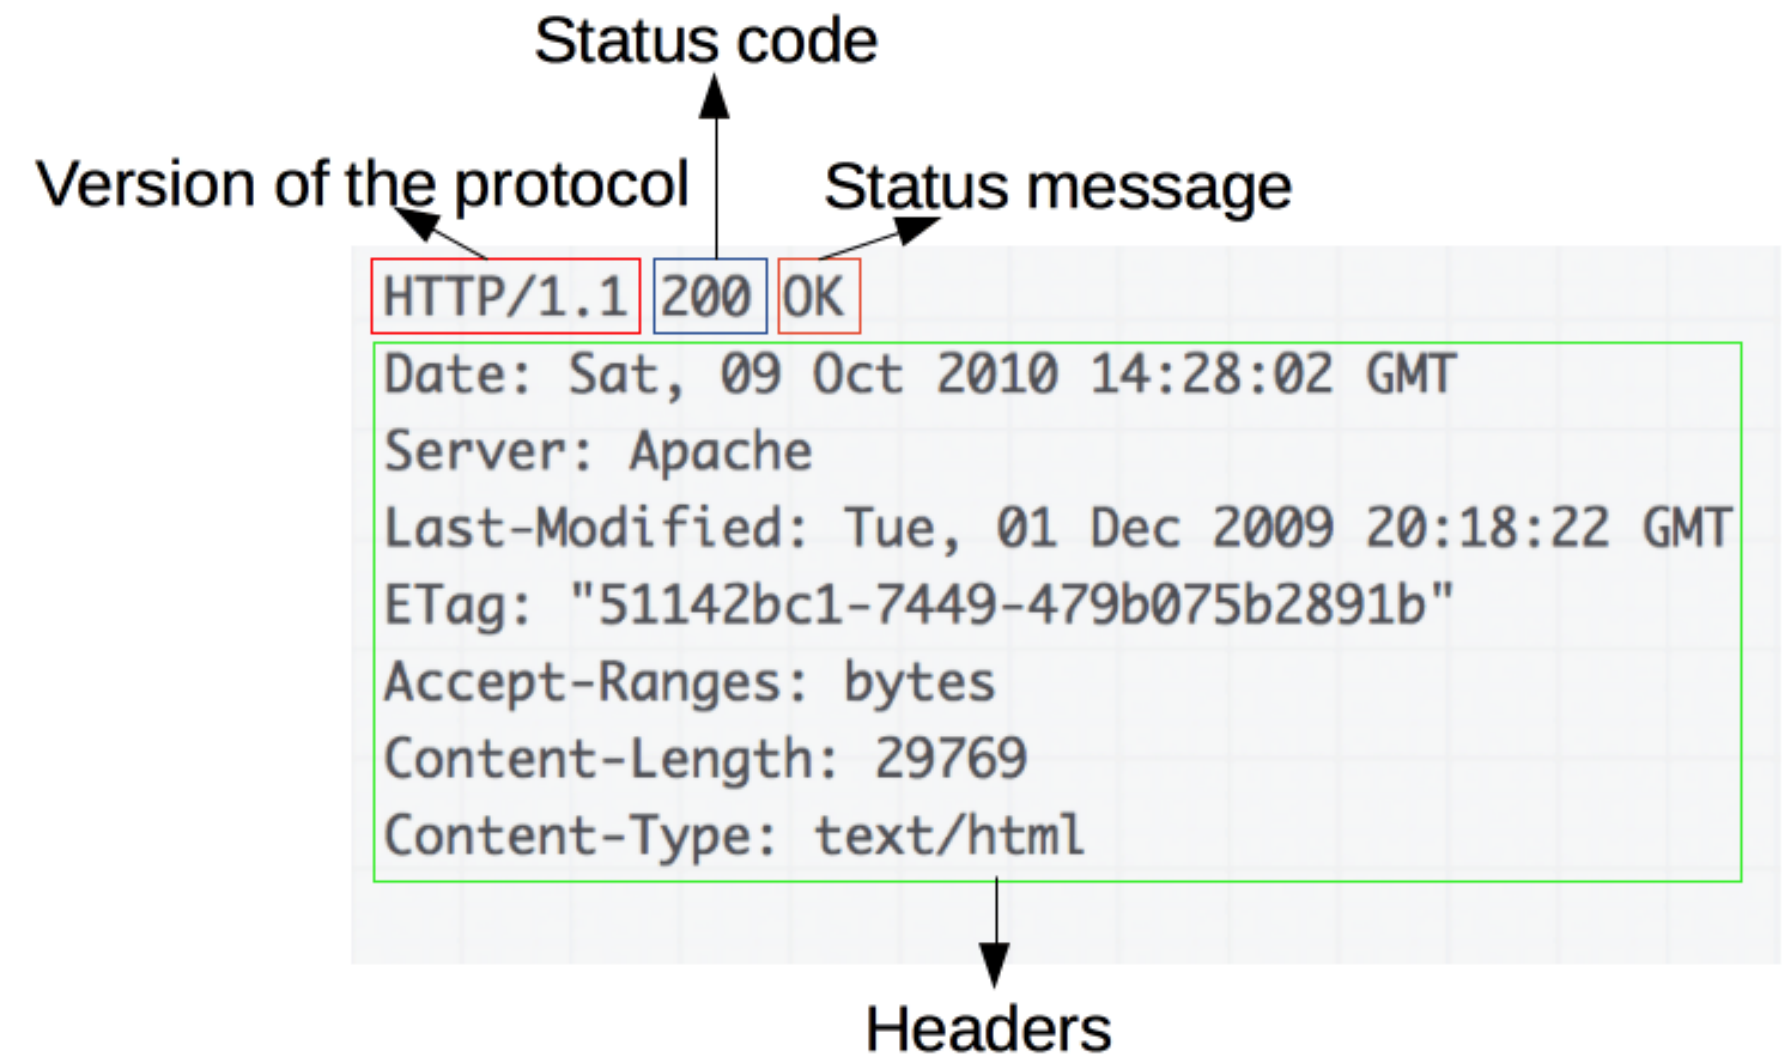 Status code
Version of the protocol
Status message
HTTP/1.1 200 OK
Date: Sat, 09 Oct 2010 14:28:02 GMT
Server: Apache
Last-Modified: Tue, 01 Dec 2009 20:18:22 GMT
ETag: "51142bc1-7449-479b075b2891b"
Accept-Ranges: bytes
Content-Length: 29769
Content-Type: text/html
Headers